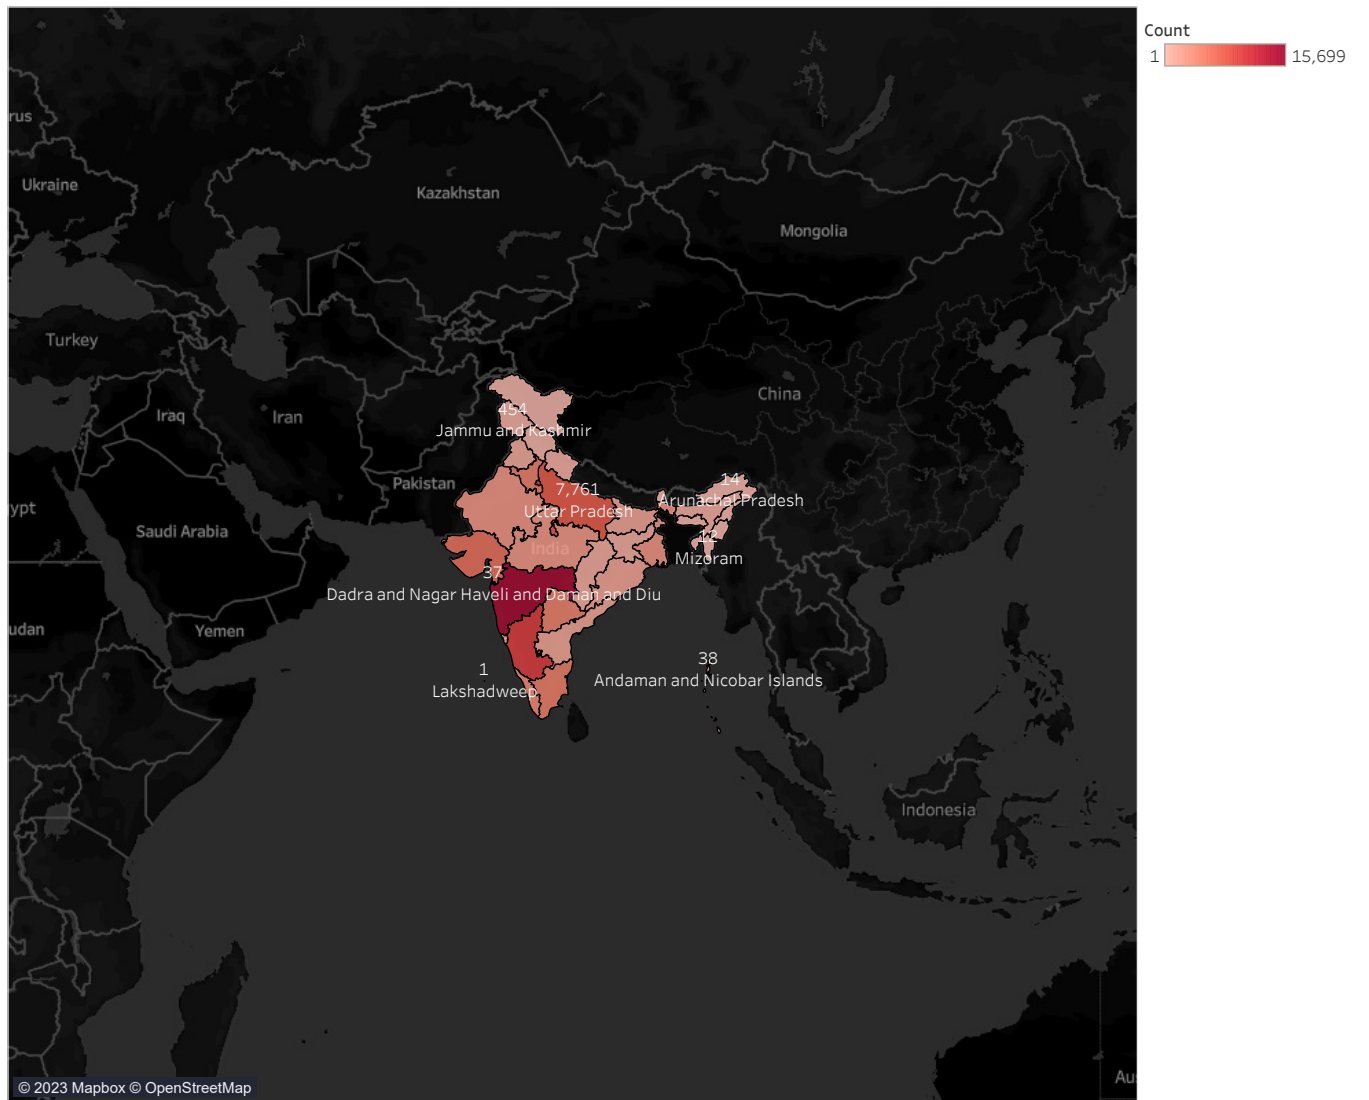 Count
1 15,699
rus
Ukraine
Kazakhstan
Mongolia
Turkey
China
Iraq
Iran
454
Jammu and Kashmir
Pakistan
7,761
Uttar Pradesh
14
Arunachal Pradesh
ypt
Saudi Arabia
India
12
Mizoram
37
Dadra and Nagar Haveli and Daman and Diu
udan
Yemen
1
Lakshadweep
38
Andaman and Nicobar Islands
Indonesia
Au
© 2023 Mapbox © OpenStreetMap